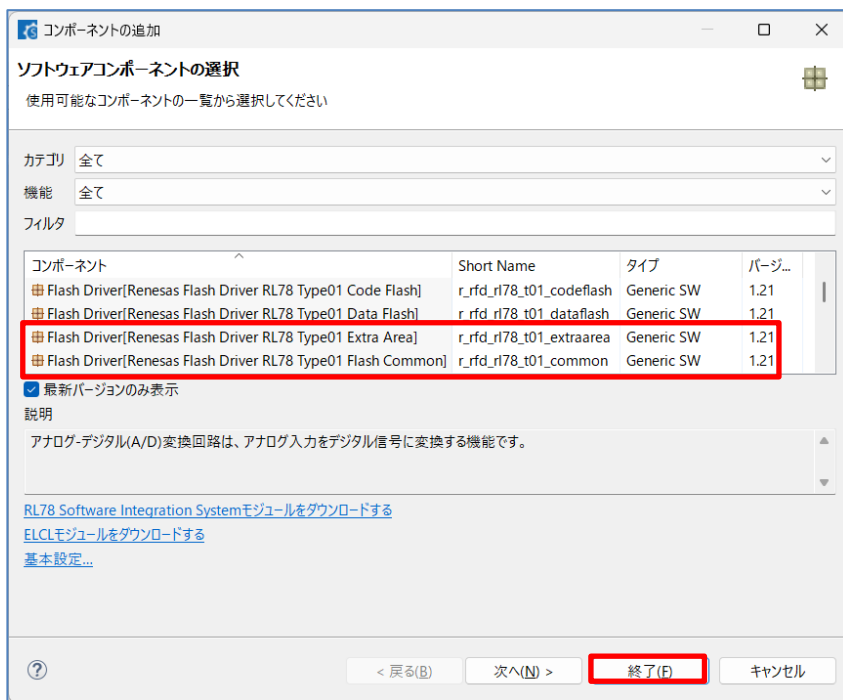 コンポーネントの追加
ソフトウェアコンポーネントの選択
使用可能なコンポーネントの一覧から選択してください
カテゴリ 全て
機能 全て
フィルタ
コンポーネント Short Name タイプ バージ...
Flash Driver[Renesas Flash Driver RL78 Type01 Code Flash] r_rfd_rl78_t01_codeflash Generic SW 1.21
Flash Driver[Renesas Flash Driver RL78 Type01 Data Flash] r_rfd_rl78_t01_dataflash Generic SW 1.21
Flash Driver[Renesas Flash Driver RL78 Type01 Extra Area] r_rfd_rl78_t01_extraarea Generic SW 1.21
Flash Driver[Renesas Flash Driver RL78 Type01 Flash Common] r_rfd_rl78_t01_common Generic SW 1.21
最新バージョンのみ表示
説明
アナログ-デジタル(A/D)変換回路は、アナログ入力をデジタル信号に変換する機能です。
RL78 Software Integration Systemモジュールをダウンロードする
ELCLモジュールをダウンロードする
基本設定...
< 戻る(B) 次へ(N) > 終了(F) キャンセル